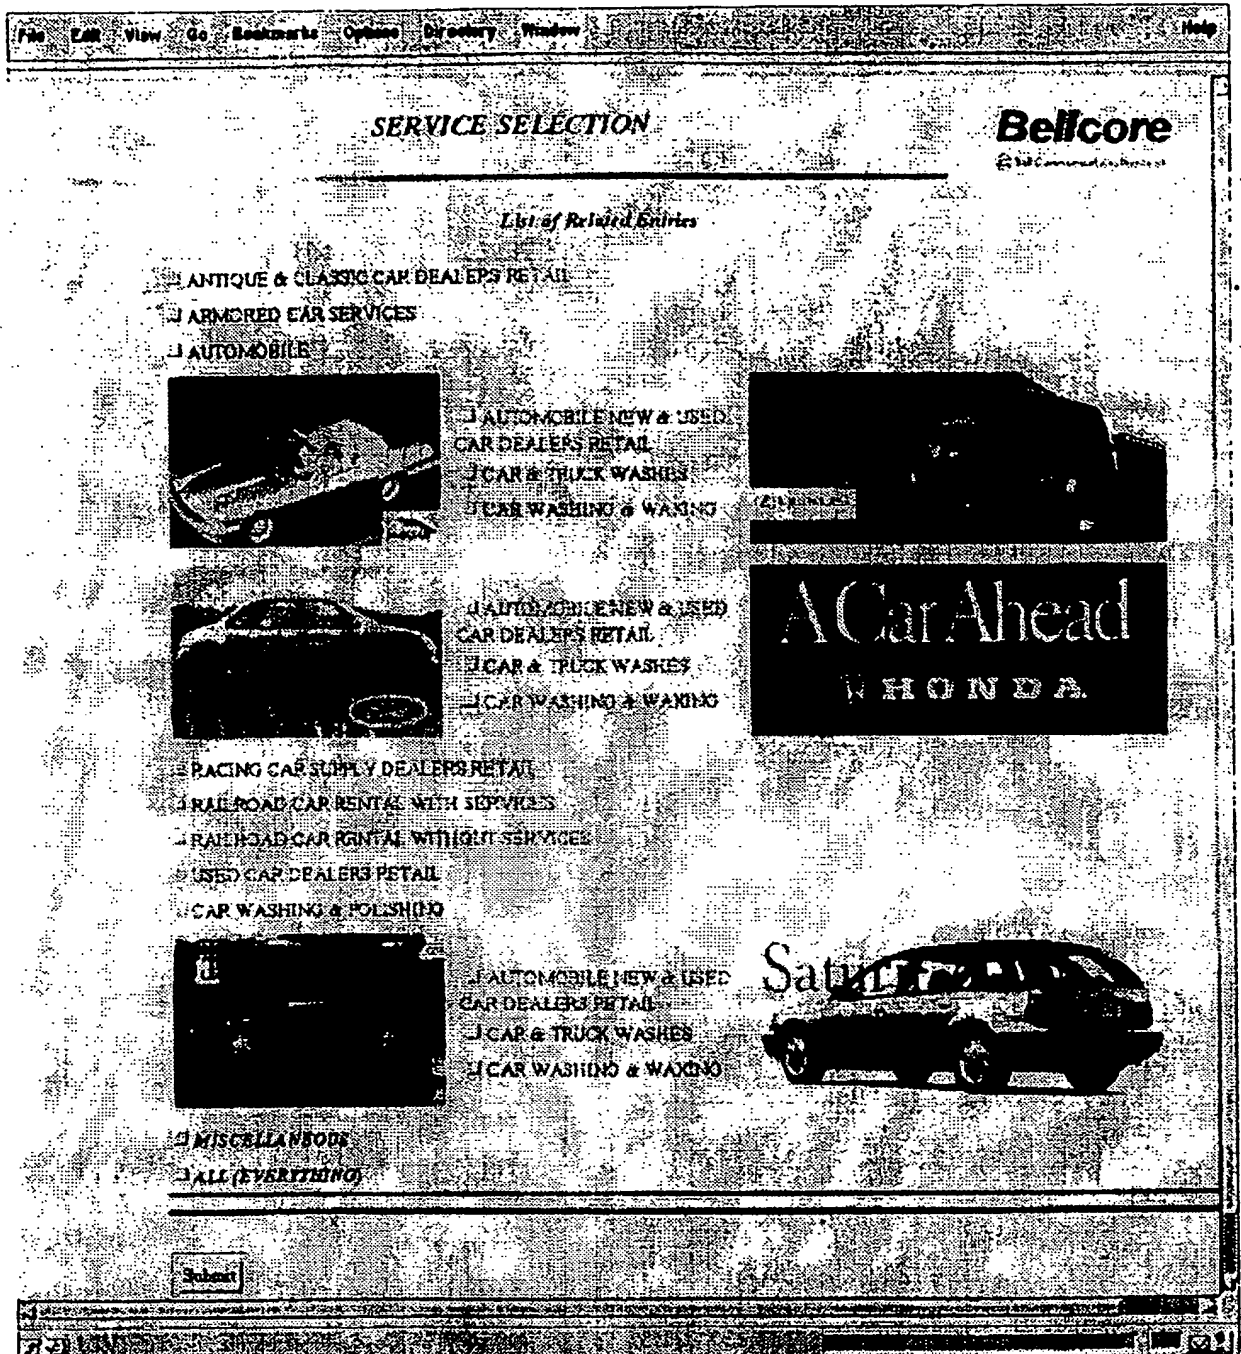 File Edit View Go Bookmarks Options Directory Window Help
SERVICE SELECTION
Bellcore
List of Related Entries
ANTIQUE & CLASSIC CAR DEALERS RETAIL
ARMORED CAR SERVICES
AUTOMOBILE
AUTOMOBILE NEW & USED
CAR DEALERS RETAIL
CAR & TRUCK WASHES
CAR WASHING & WAXING
AUTOMOBILE NEW & USED
CAR DEALERS RETAIL
CAR & TRUCK WASHES
CAR WASHING & WAXING
A Car Ahead
HONDA
RACING CAR SUPPLY DEALERS RETAIL
RAILROAD CAR RENTAL WITH SERVICES
RAILROAD CAR RENTAL WITHOUT SERVICES
USED CAR DEALERS RETAIL
CAR WASHING & POLISHING
AUTOMOBILE NEW & USED
CAR DEALERS RETAIL
CAR & TRUCK WASHES
CAR WASHING & WAXING
Saturn
MISCELLANEOUS
ALL (EVERYTHING)
Submit